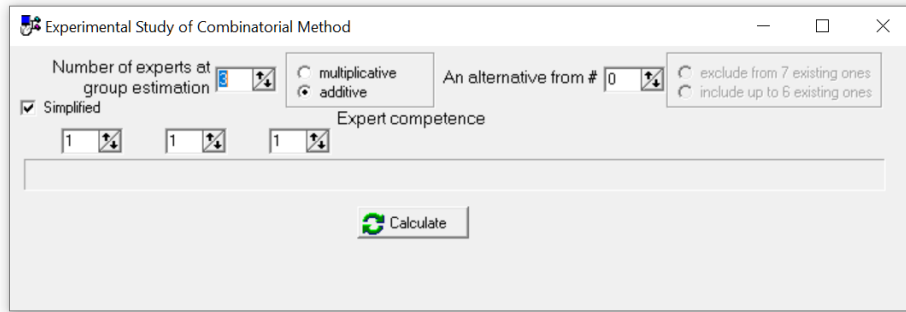 Experimental Study of Combinatorial Method
Number of experts at
group estimation 3
multiplicative
additive
An alternative from # 0
exclude from 7 existing ones
include up to 6 existing ones
Simplified
Expert competence
1 1 1
Calculate